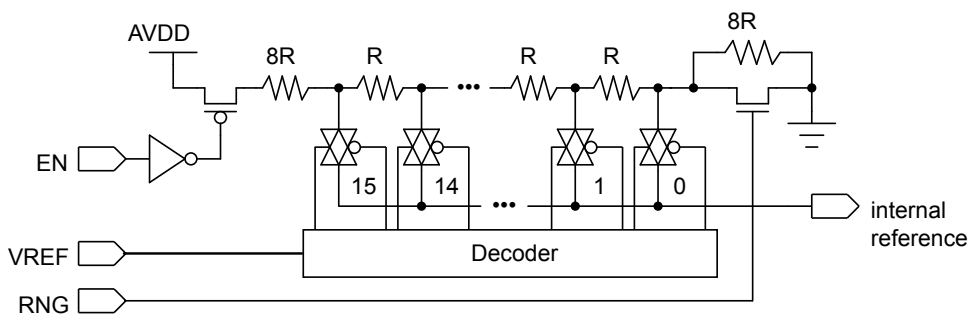 8R
AVDD
8R
R
R
R
•••
EN
15
14
1
0
•••
internal
reference
VREF
Decoder
RNG